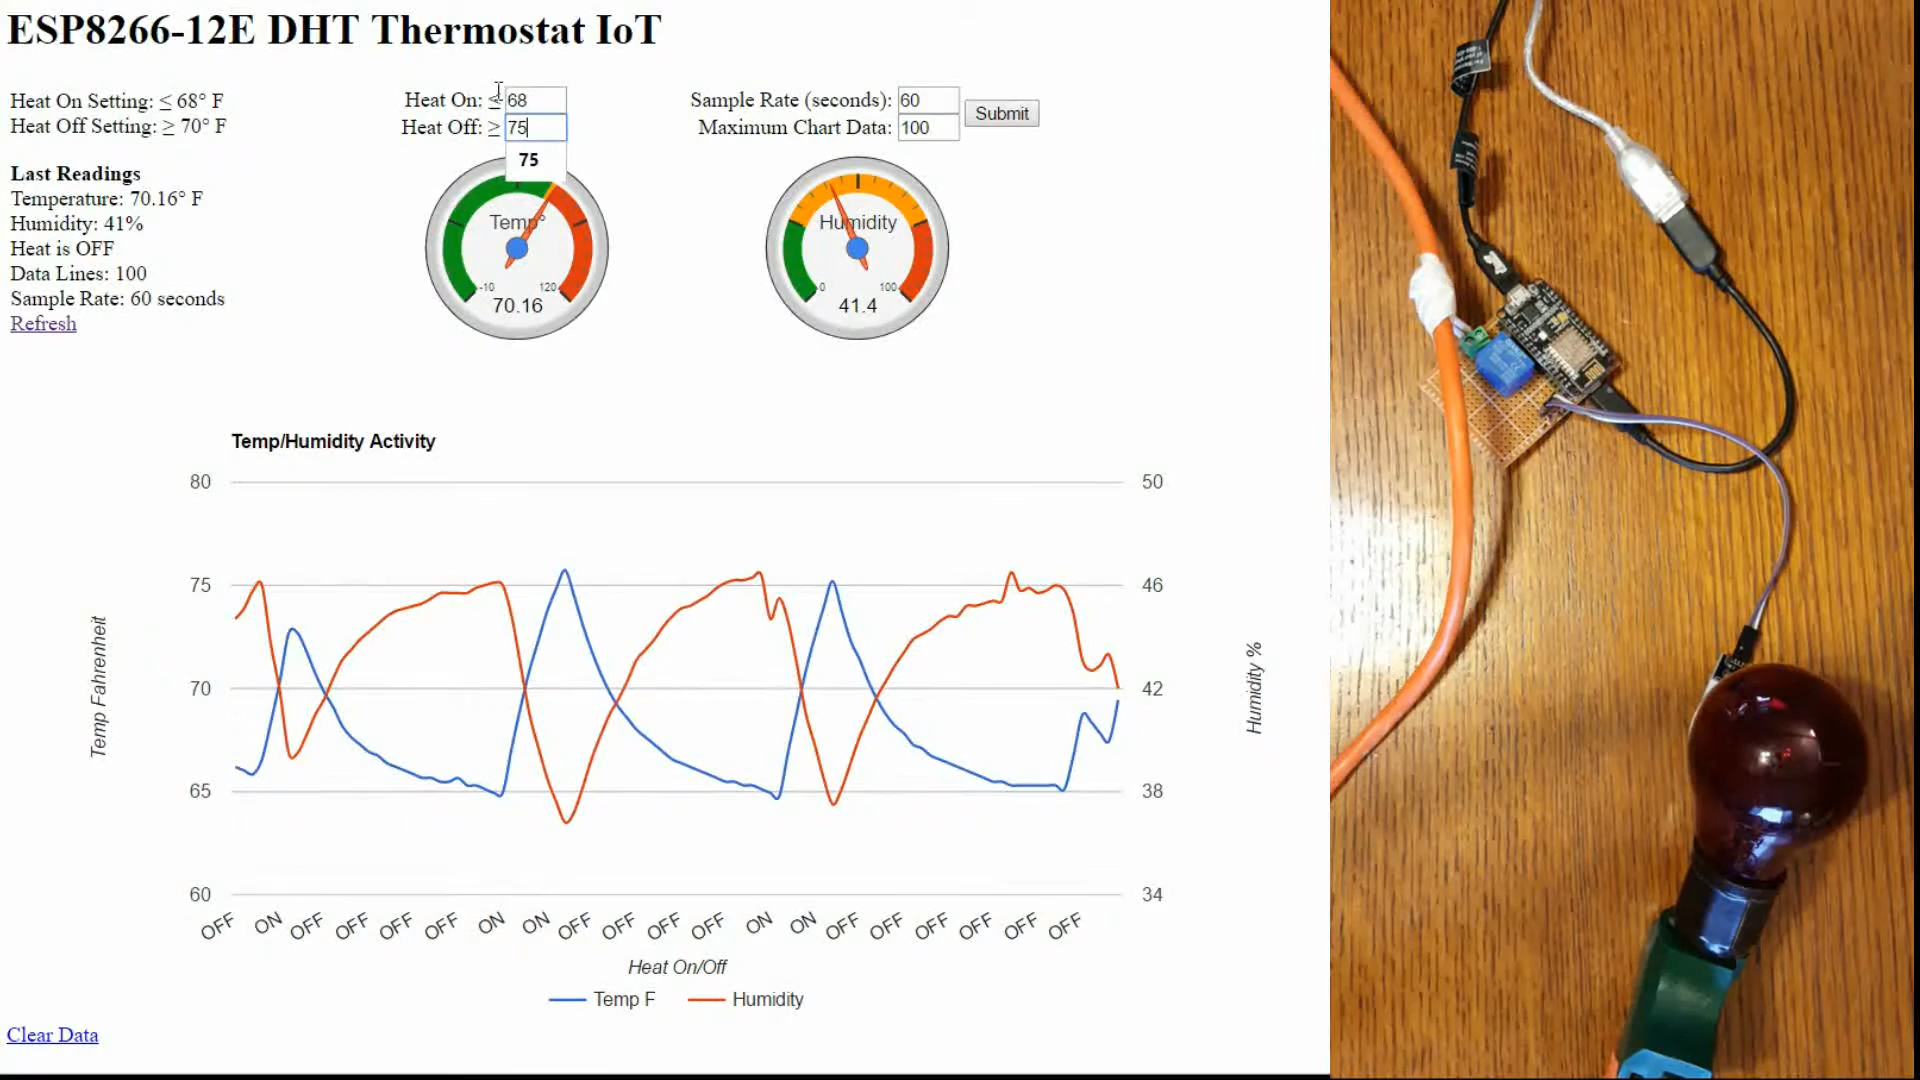 ESP8266-12E DHT Thermostat IoT
Heat On Setting: ≤ 68° F
Heat Off Setting: ≥ 70° F
Heat On: ≤ 68
Heat Off: ≥ 75
75
Sample Rate (seconds): 60
Maximum Chart Data: 100
Submit
Last Readings
Temperature: 70.16° F
Humidity: 41%
Heat is OFF
Data Lines: 100
Sample Rate: 60 seconds
Refresh
Temp°
-10
120
70.16
Humidity
0
100
41.4
Temp/Humidity Activity
80
75
70
65
60
Temp Fahrenheit
50
46
42
38
34
Humidity %
OFF ON OFF OFF OFF OFF ON ON OFF OFF OFF OFF ON ON OFF OFF OFF OFF OFF OFF
Heat On/Off
Temp F
Humidity
Clear Data